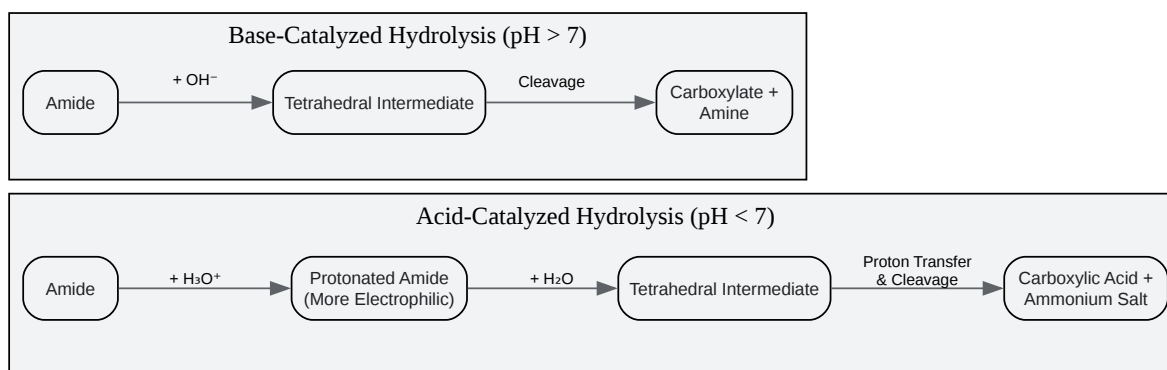 Base-Catalyzed Hydrolysis (pH > 7)
Amide
+ OH⁻
Tetrahedral Intermediate
Cleavage
Carboxylate +
Amine
Acid-Catalyzed Hydrolysis (pH < 7)
Amide
+ H₃O⁺
Protonated Amide
(More Electrophilic)
+ H₂O
Tetrahedral Intermediate
Proton Transfer
& Cleavage
Carboxylic Acid +
Ammonium Salt